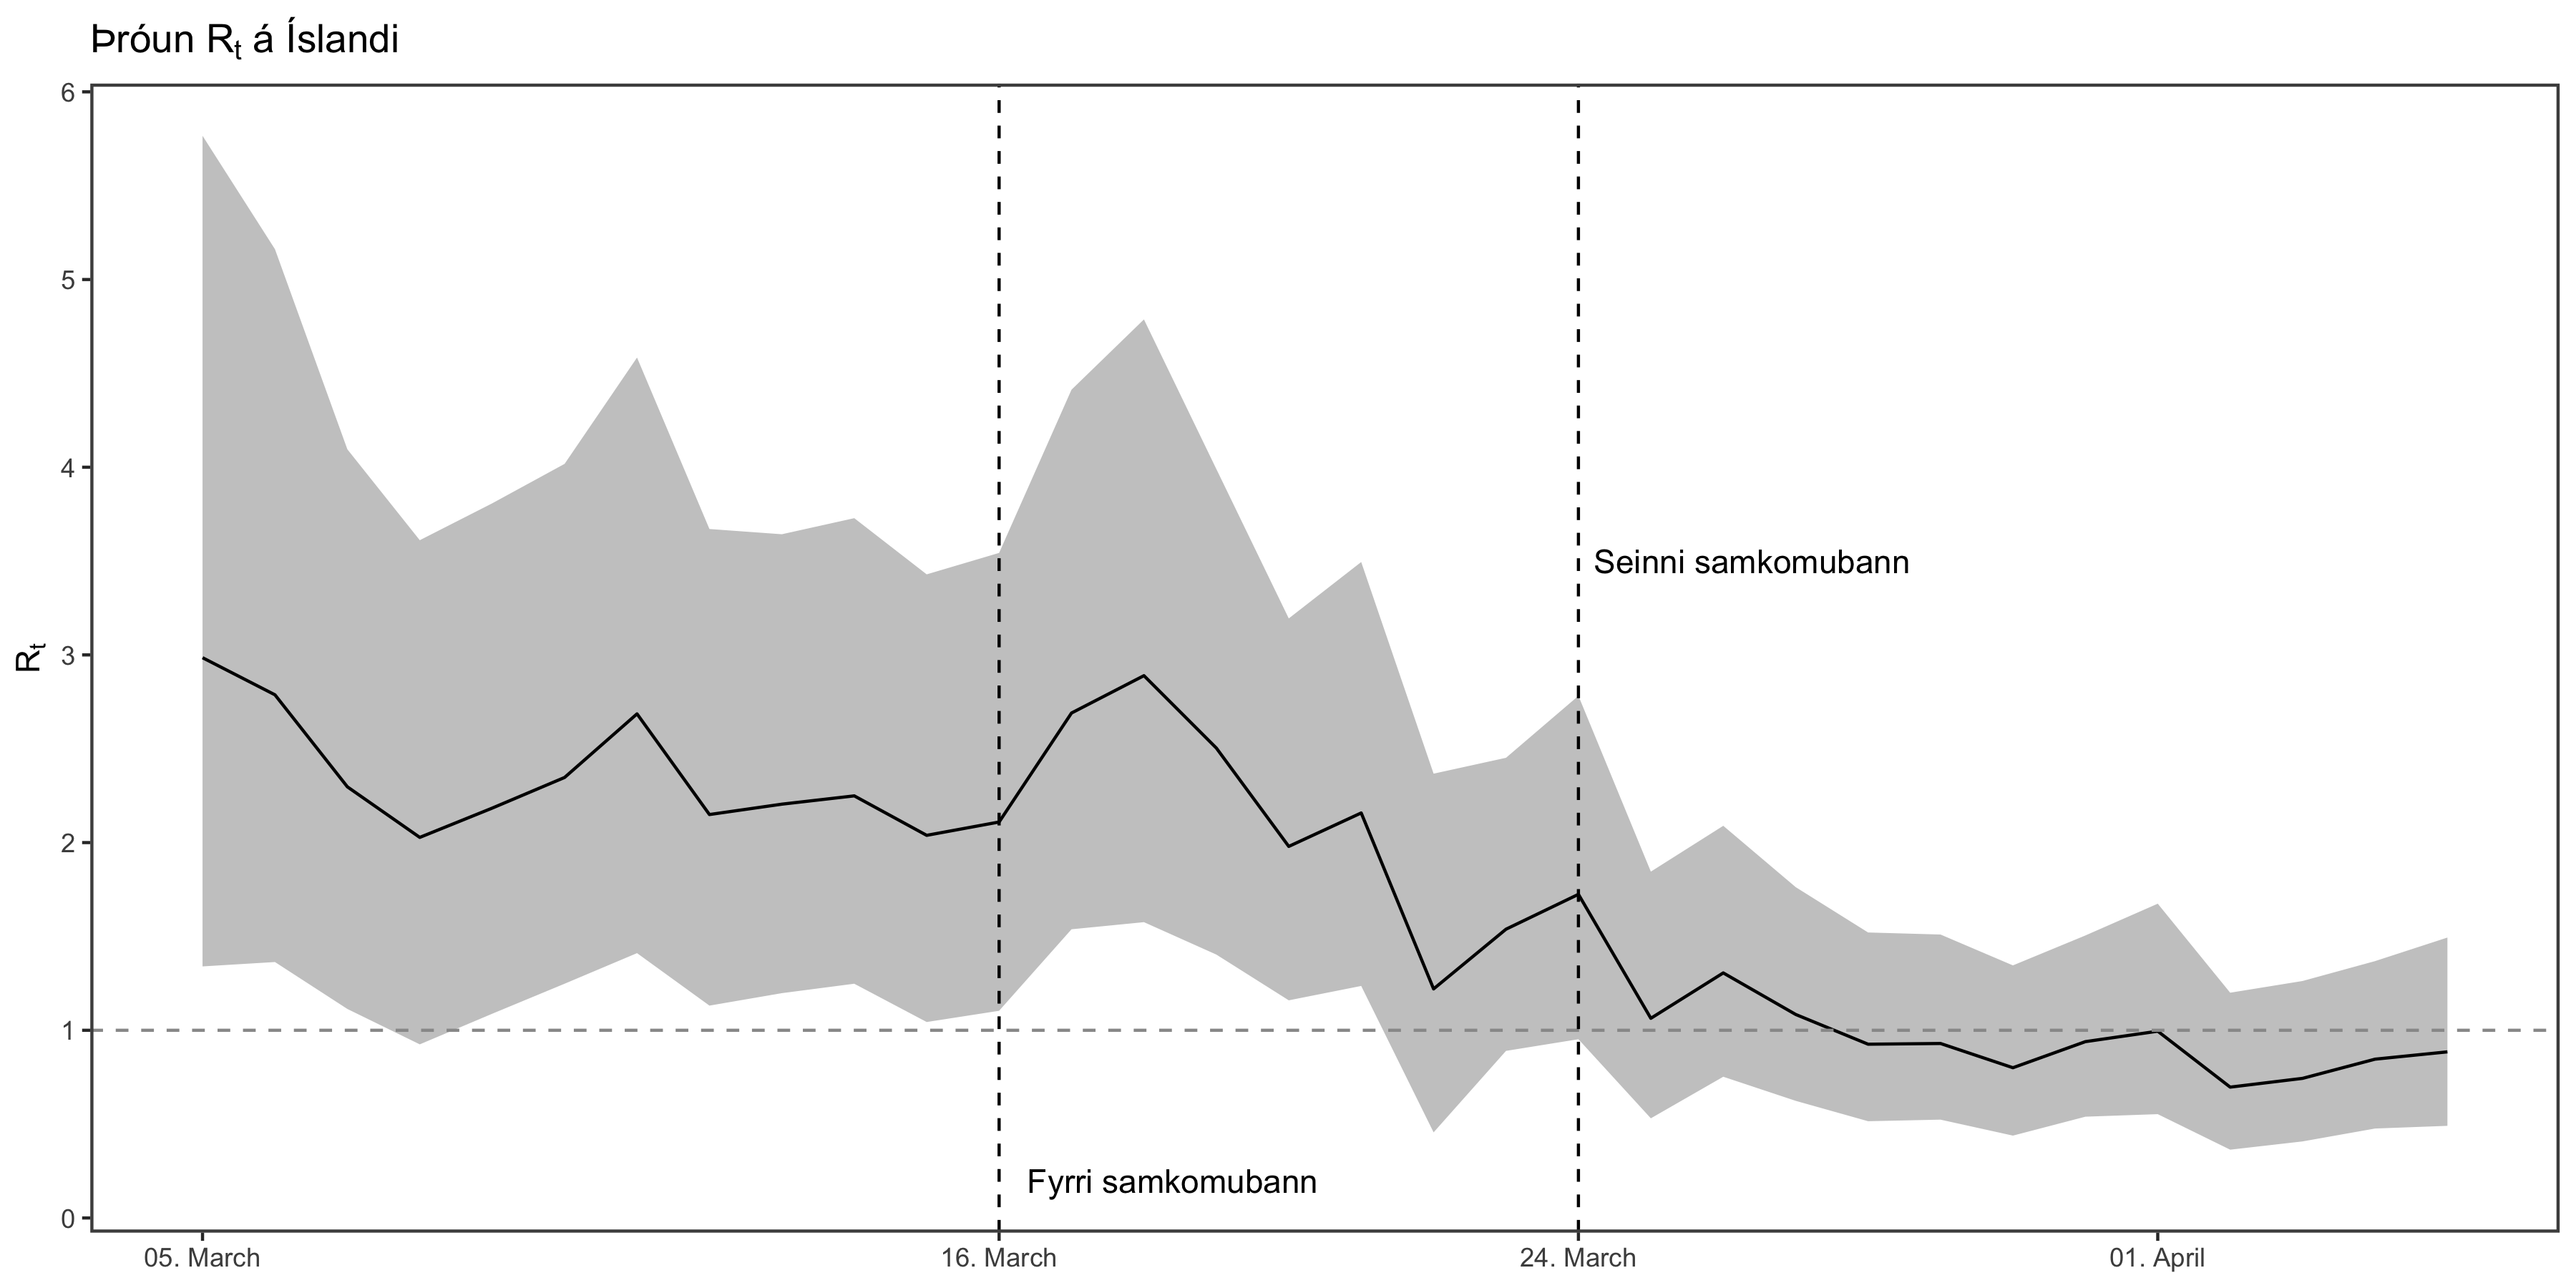 Þróun Rt á Íslandi
6
5
4
3
2
1
0
Rt
Seinni samkomubann
Fyrri samkomubann
05. March
16. March
24. March
01. April